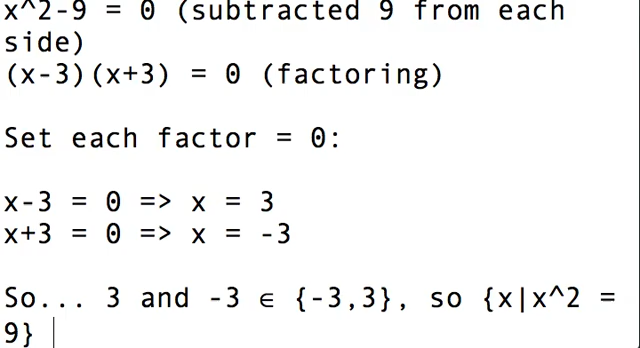 x^2-9 = 0 (subtracted 9 from each
side)
(x-3)(x+3) = 0 (factoring)
Set each factor = 0:
x-3 = 0 => x = 3
x+3 = 0 => x = -3
So... 3 and -3 ∈ {-3,3}, so {x|x^2 =
9}